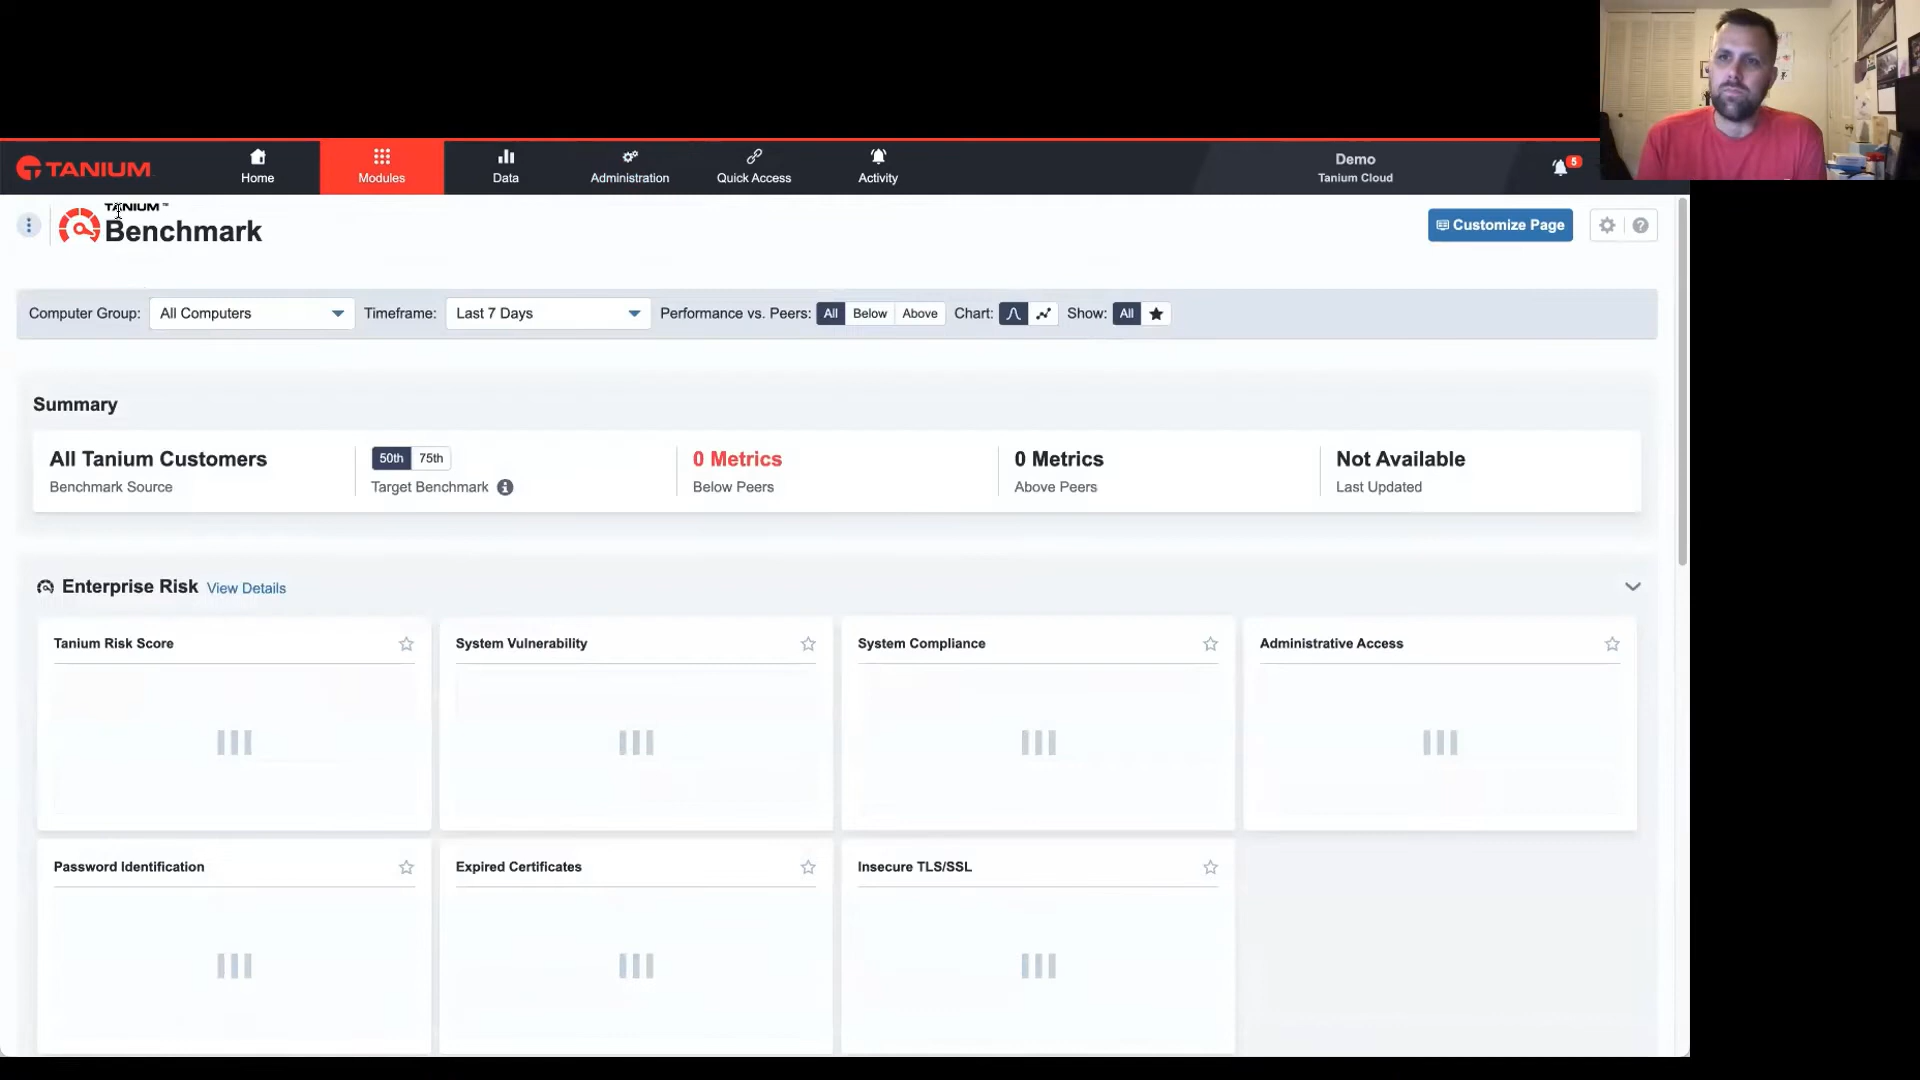 TANIUM
Home
Modules
Data
Administration
Quick Access
Activity
Demo
Tanium Cloud
5
TANIUM™
Benchmark
Customize Page
Computer Group: All Computers Timeframe: Last 7 Days Performance vs. Peers: All Below Above Chart: Show: All
Summary
All Tanium Customers
Benchmark Source
50th 75th
Target Benchmark
0 Metrics
Below Peers
0 Metrics
Above Peers
Not Available
Last Updated
Enterprise Risk View Details
Tanium Risk Score
System Vulnerability
System Compliance
Administrative Access
Password Identification
Expired Certificates
Insecure TLS/SSL